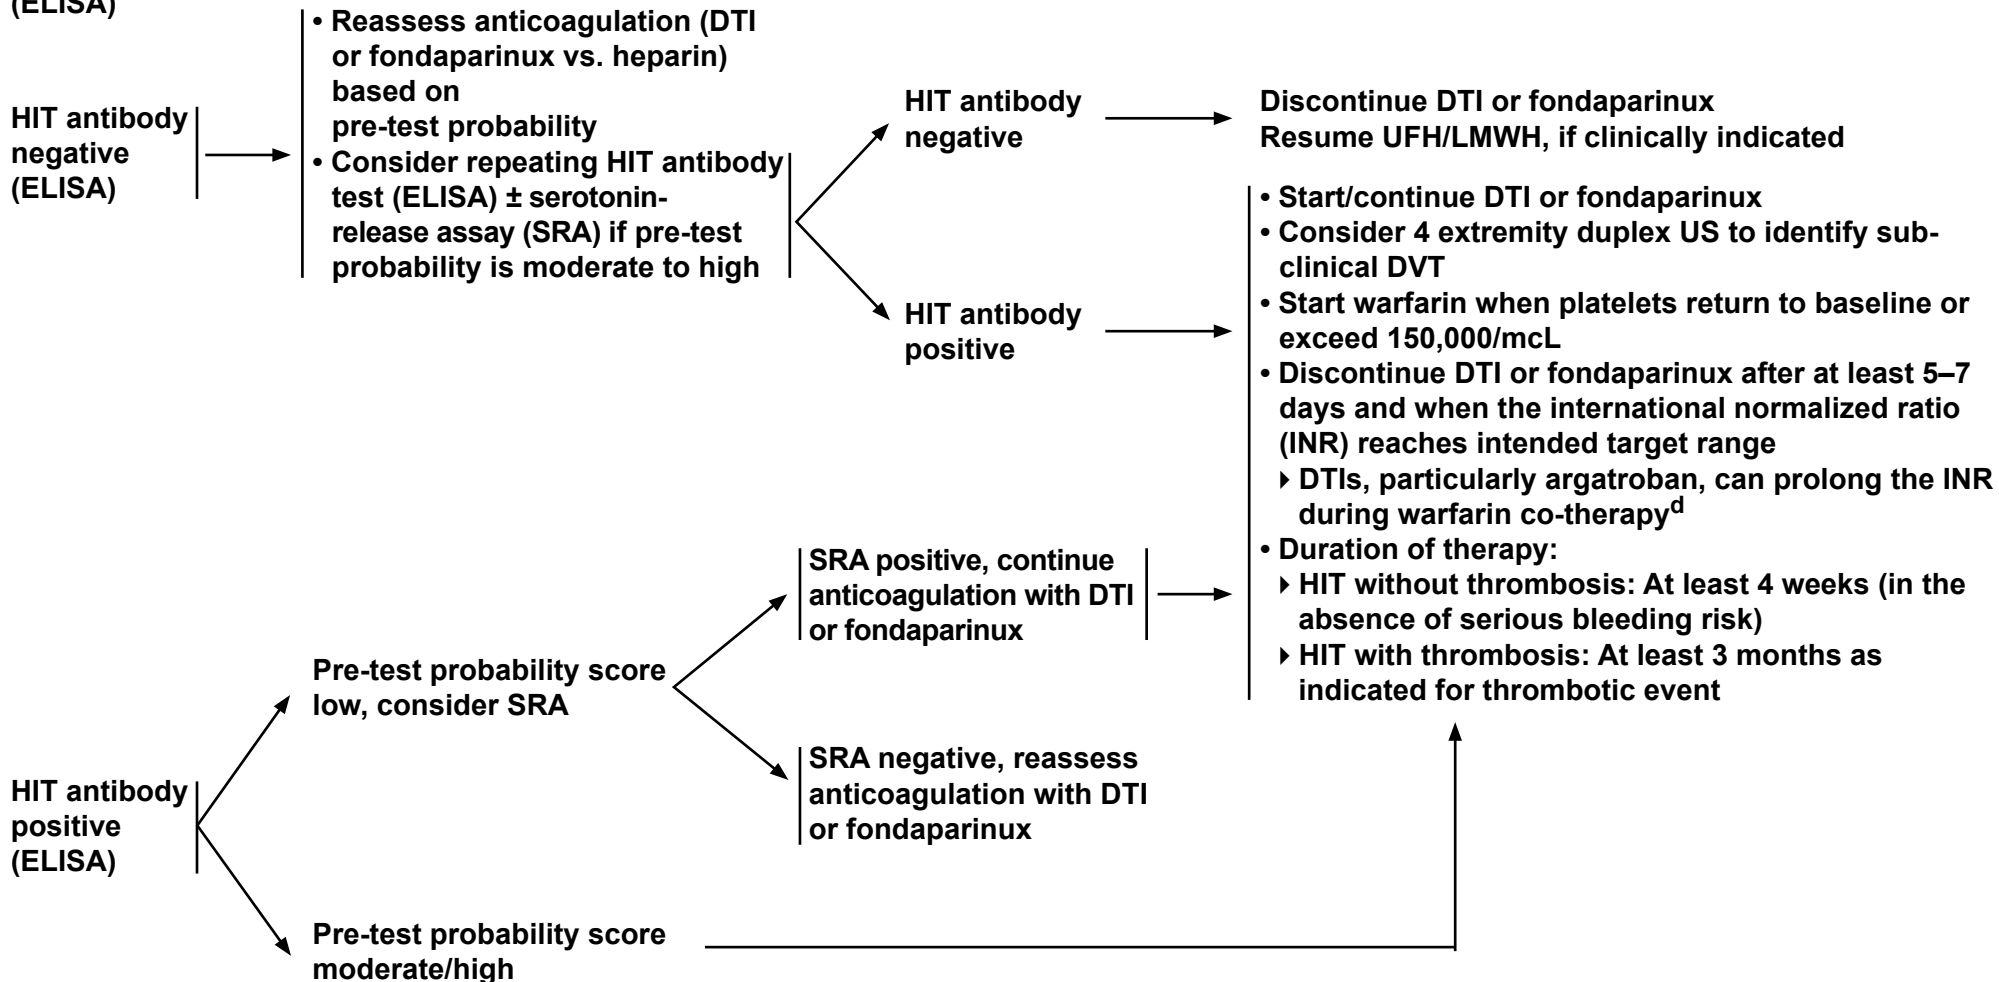 (ELISA)
HIT antibody
negative
(ELISA)
• Reassess anticoagulation (DTI
or fondaparinux vs. heparin)
based on
pre-test probability
• Consider repeating HIT antibody
test (ELISA) ± serotonin-
release assay (SRA) if pre-test
probability is moderate to high
HIT antibody
negative
Discontinue DTI or fondaparinux
Resume UFH/LMWH, if clinically indicated
HIT antibody
positive
• Start/continue DTI or fondaparinux
• Consider 4 extremity duplex US to identify sub-
clinical DVT
• Start warfarin when platelets return to baseline or
exceed 150,000/mcL
• Discontinue DTI or fondaparinux after at least 5–7
days and when the international normalized ratio
(INR) reaches intended target range
DTIs, particularly argatroban, can prolong the INR
during warfarin co-therapyd
• Duration of therapy:
HIT without thrombosis: At least 4 weeks (in the
absence of serious bleeding risk)
HIT with thrombosis: At least 3 months as
indicated for thrombotic event
HIT antibody
positive
(ELISA)
Pre-test probability score
low, consider SRA
SRA positive, continue
anticoagulation with DTI
or fondaparinux
SRA negative, reassess
anticoagulation with DTI
or fondaparinux
Pre-test probability score
moderate/high